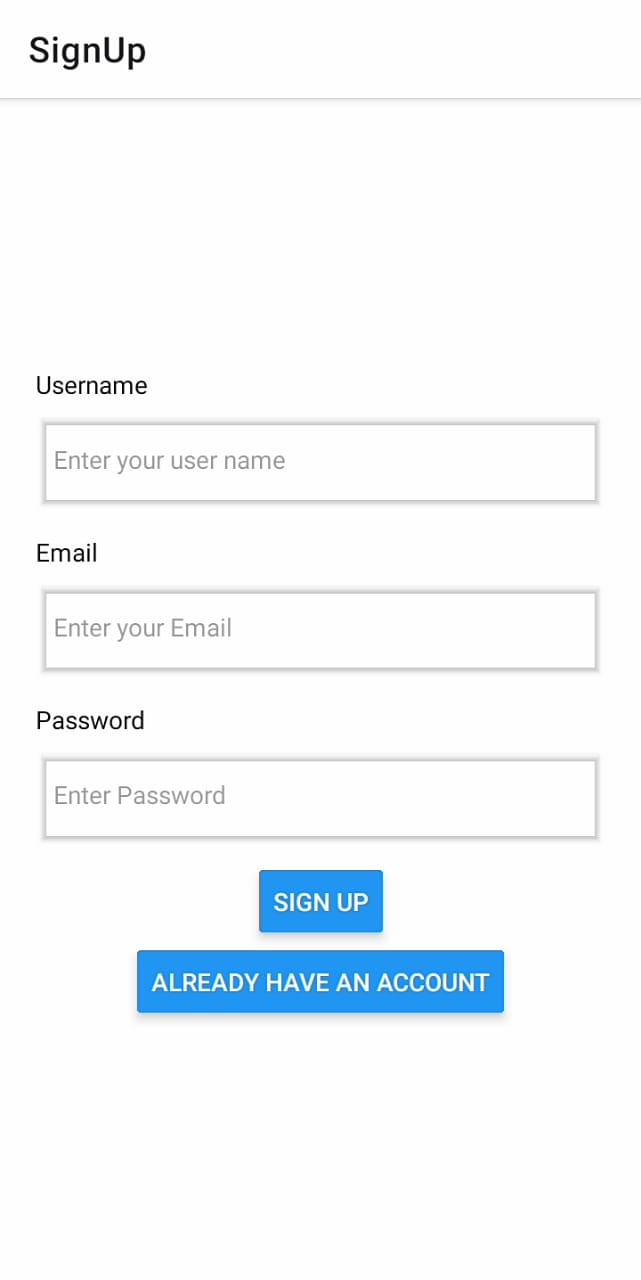 SignUp
Username
Enter your user name
Email
Enter your Email
Password
Enter Password
SIGN UP
ALREADY HAVE AN ACCOUNT